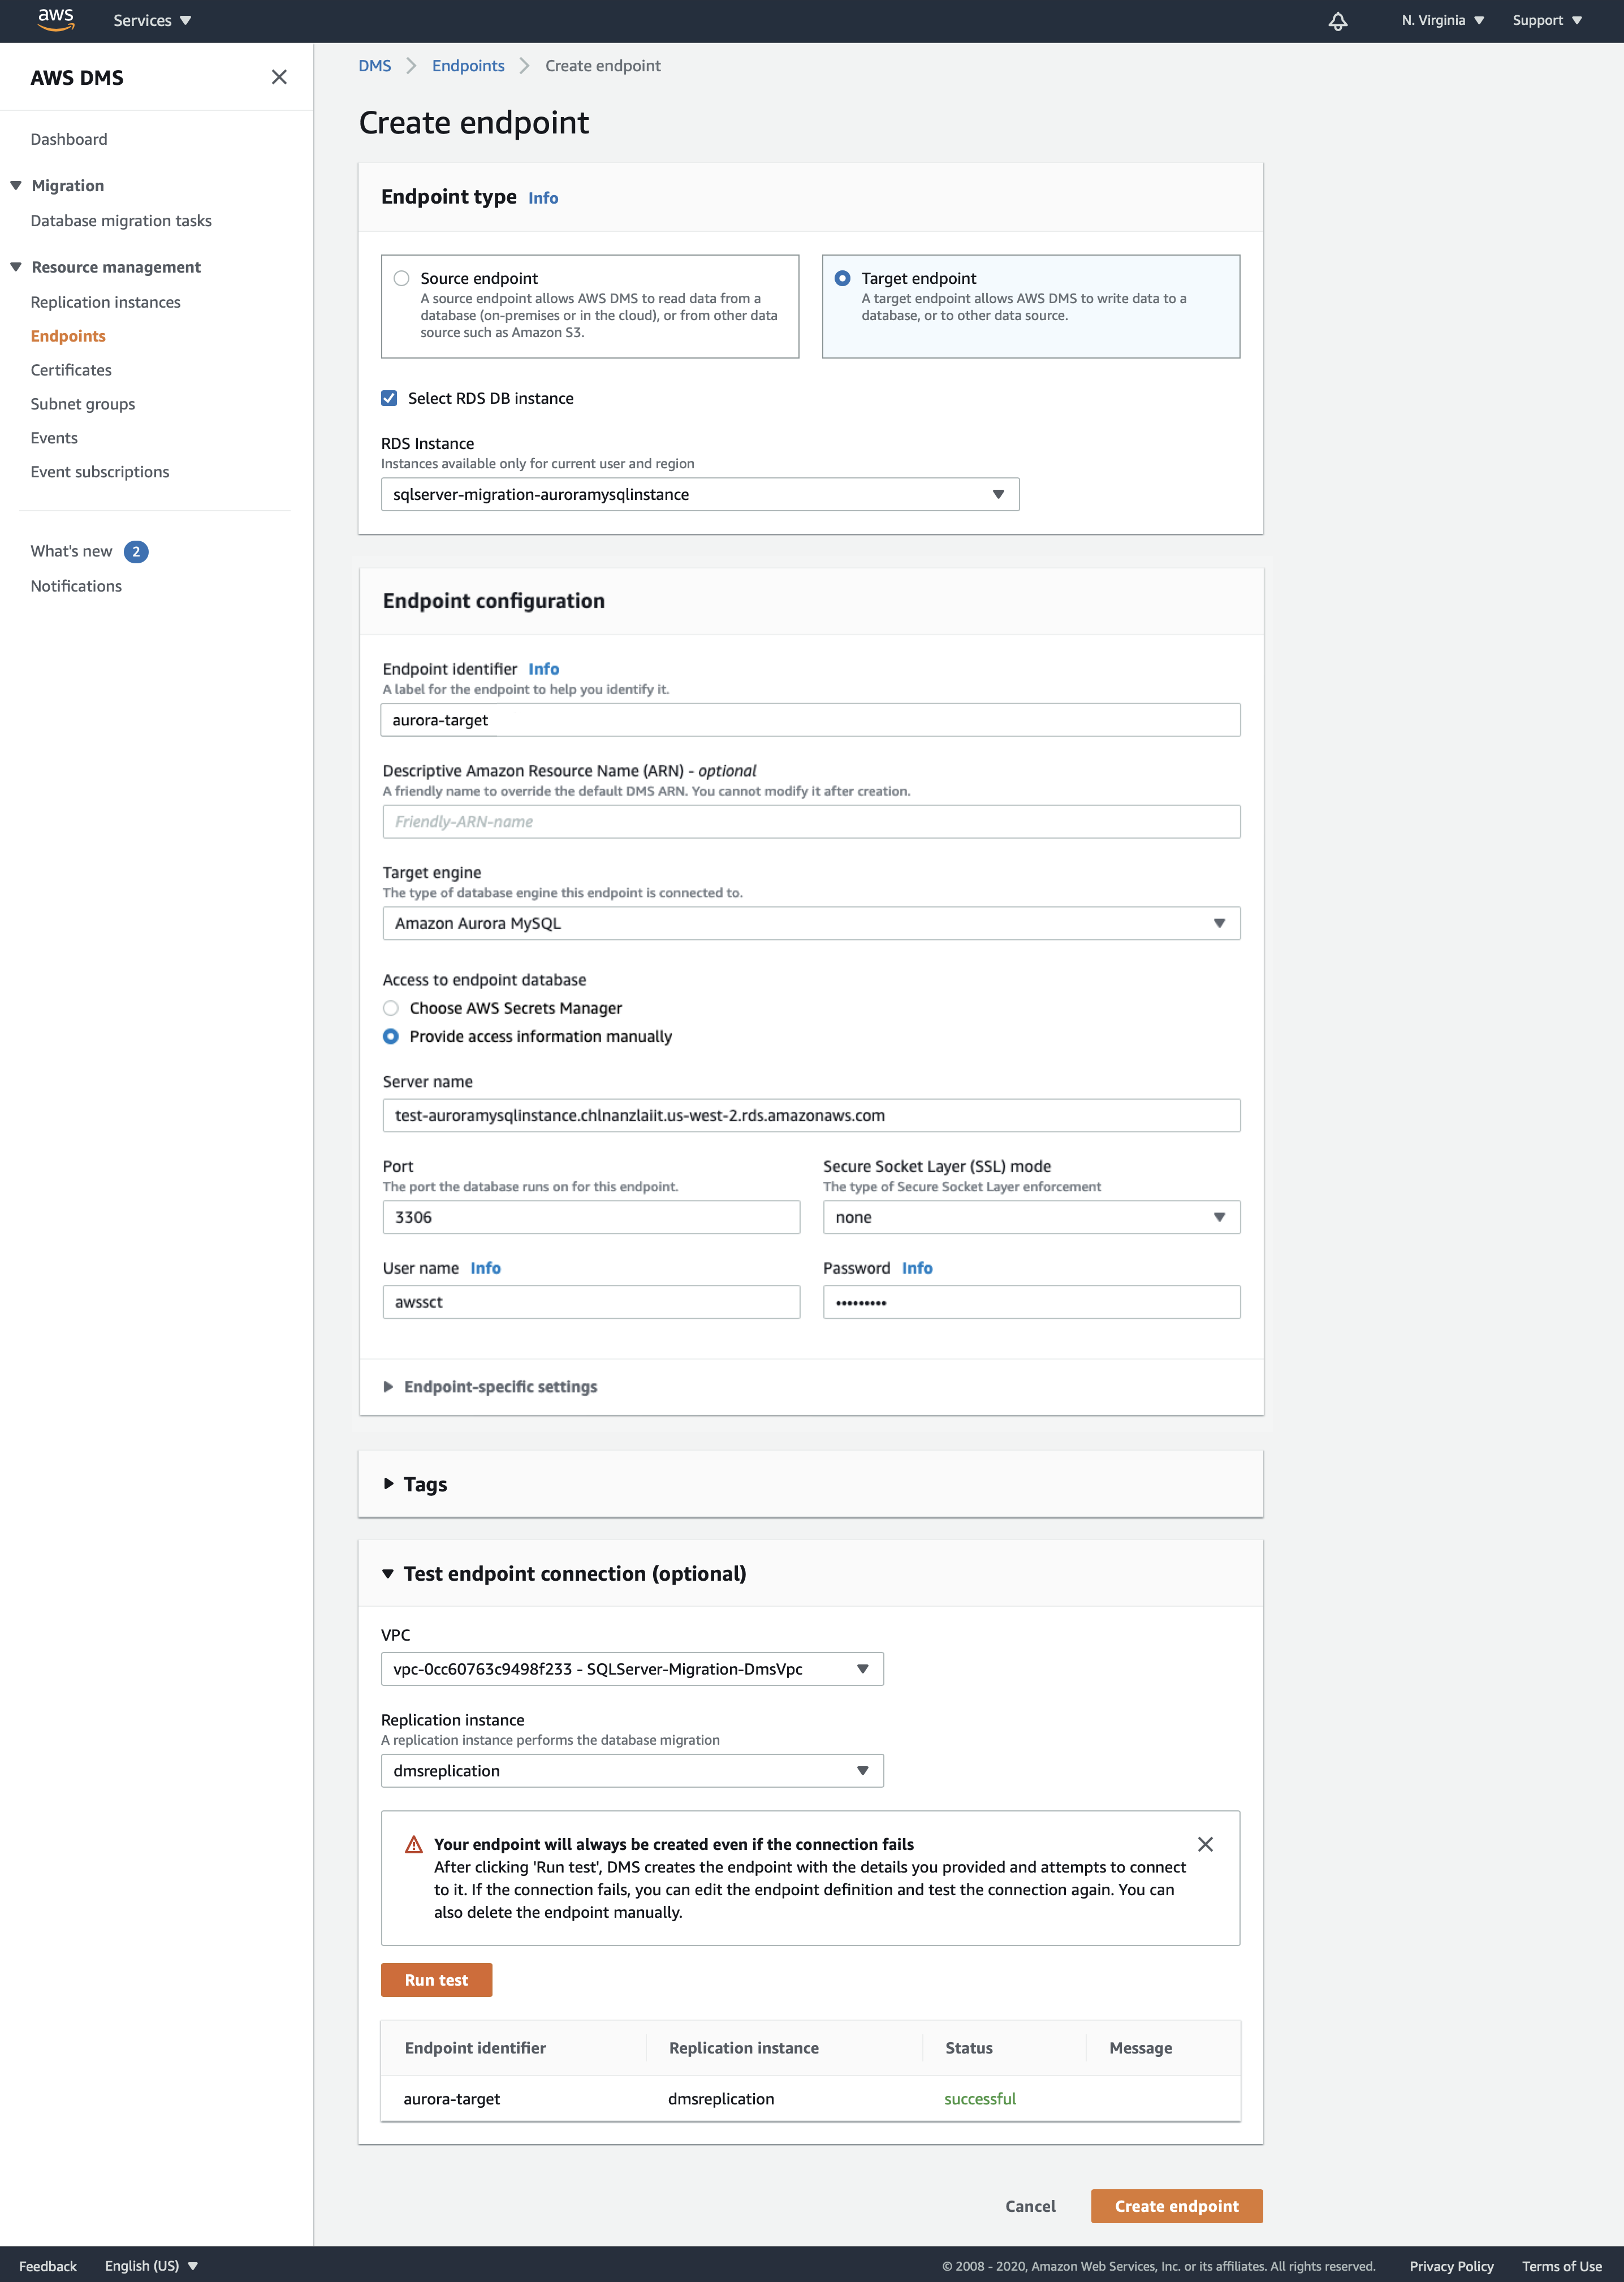 aws Services N. Virginia Support
AWS DMS
Dashboard
Migration
Database migration tasks
Resource management
Replication instances
Endpoints
Certificates
Subnet groups
Events
Event subscriptions
What's new 2
Notifications
DMS Endpoints Create endpoint
Create endpoint
Endpoint type Info
Source endpoint
A source endpoint allows AWS DMS to read data from a
database (on-premises or in the cloud), or from other data
source such as Amazon S3.
Target endpoint
A target endpoint allows AWS DMS to write data to a
database, or to other data source.
Select RDS DB instance
RDS Instance
Instances available only for current user and region
sqlserver-migration-auroramysqlinstance
Endpoint configuration
Endpoint identifier Info
A label for the endpoint to help you identify it.
aurora-target
Descriptive Amazon Resource Name (ARN) - optional
A friendly name to override the default DMS ARN. You cannot modify it after creation.
Friendly-ARN-name
Target engine
The type of database engine this endpoint is connected to.
Amazon Aurora MySQL
Access to endpoint database
Choose AWS Secrets Manager
Provide access information manually
Server name
test-auroramysqlinstance.chlnanzlaiit.us-west-2.rds.amazonaws.com
Port
The port the database runs on for this endpoint.
3306
Secure Socket Layer (SSL) mode
The type of Secure Socket Layer enforcement
none
User name Info
awssct
Password Info
•••••••••
Endpoint-specific settings
Tags
Test endpoint connection (optional)
VPC
vpc-0cc60763c9498f233 - SQLServer-Migration-DmsVpc
Replication instance
A replication instance performs the database migration
dmsreplication
Your endpoint will always be created even if the connection fails
After clicking 'Run test', DMS creates the endpoint with the details you provided and attempts to connect
to it. If the connection fails, you can edit the endpoint definition and test the connection again. You can
also delete the endpoint manually.
Run test
Endpoint identifier Replication instance Status Message
aurora-target dmsreplication successful
Cancel Create endpoint
Feedback English (US) © 2008 - 2020, Amazon Web Services, Inc. or its affiliates. All rights reserved. Privacy Policy Terms of Use